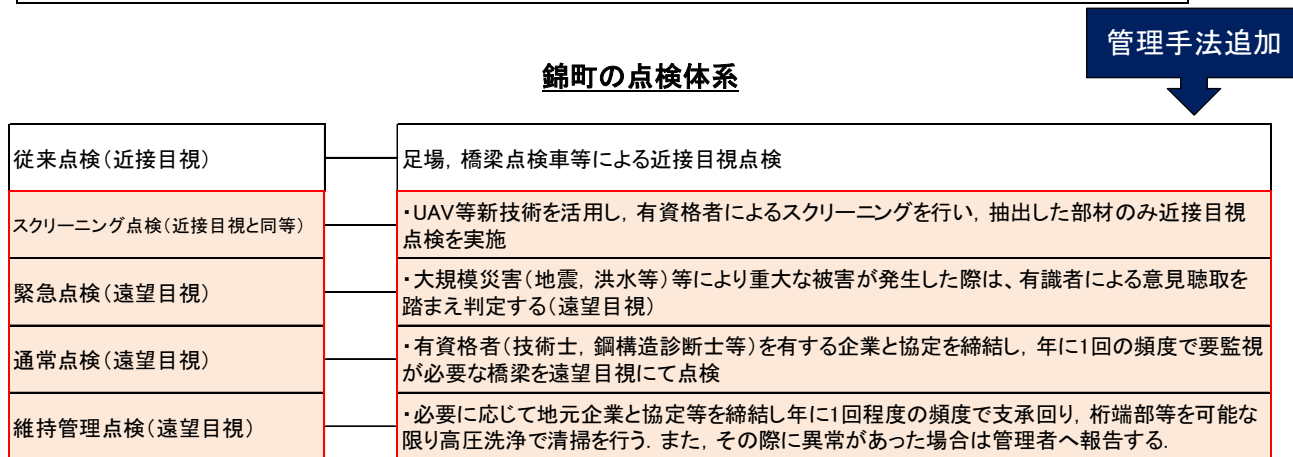 管理手法追加
錦町の点検体系
従来点検（近接目視）
足場，橋梁点検車等による近接目視点検
スクリーニング点検（近接目視と同等）
・UAV等新技術を活用し，有資格者によるスクリーニングを行い，抽出した部材のみ近接目視
点検を実施
緊急点検（遠望目視）
・大規模災害（地震，洪水等）等により重大な被害が発生した際は、有識者による意見聴取を
踏まえ判定する（遠望目視）
通常点検（遠望目視）
・有資格者（技術士，鋼構造診断士等）を有する企業と協定を締結し，年に1回の頻度で要監視
が必要な橋梁を遠望目視にて点検
維持管理点検（遠望目視）
・必要に応じて地元企業と協定等を締結し年に1回程度の頻度で支承回り，桁端部等を可能な
限り高圧洗浄で清掃を行う．また，その際に異常があった場合は管理者へ報告する．